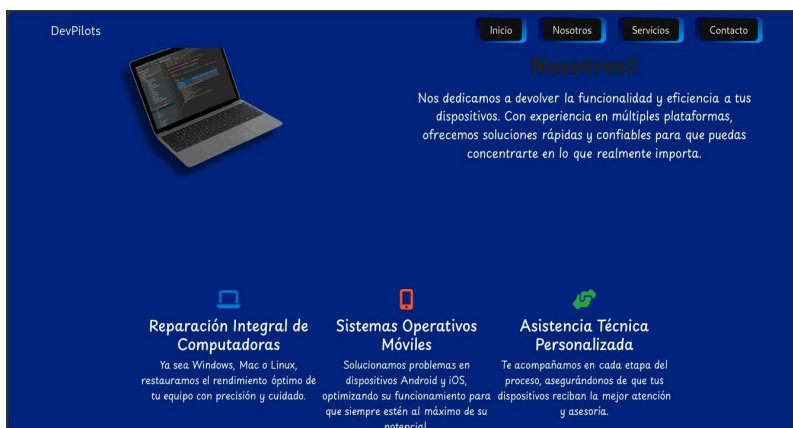 DevPilots
Inicio
Nosotros
Servicios
Contacto
Nosotros!!
Nos dedicamos a devolver la funcionalidad y eficiencia a tus
dispositivos. Con experiencia en múltiples plataformas,
ofrecemos soluciones rápidas y confiables para que puedas
concentrarte en lo que realmente importa.
Reparación Integral de
Computadoras
Ya sea Windows, Mac o Linux,
restauramos el rendimiento óptimo de
tu equipo con precisión y cuidado.
Sistemas Operativos
Móviles
Solucionamos problemas en
dispositivos Android y iOS,
optimizando su funcionamiento para
que siempre estén al máximo de su
potencial
Asistencia Técnica
Personalizada
Te acompañamos en cada etapa del
proceso, asegurándonos de que tus
dispositivos reciban la mejor atención
y asesoría.